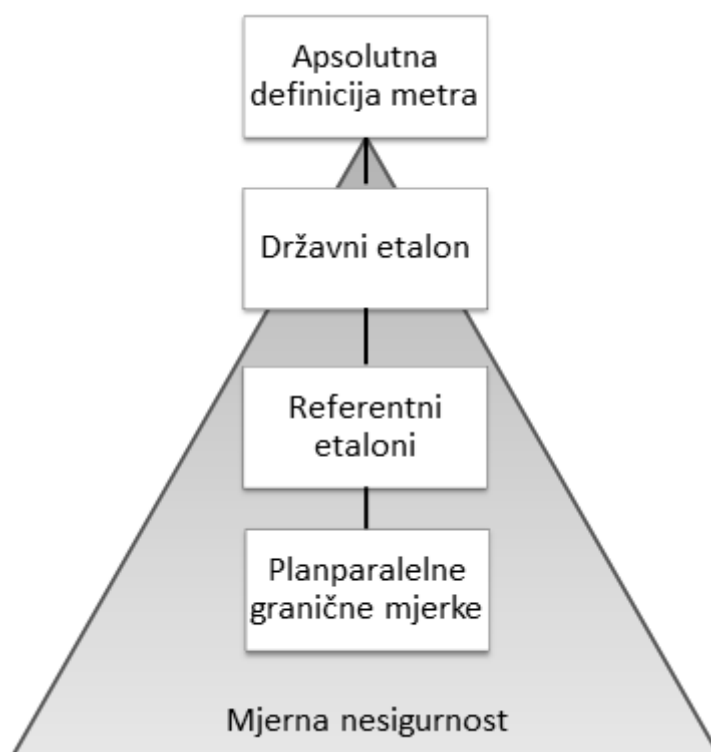 Apsolutna
definicija metra
Državni etalon
Referentni
etaloni
Planparalelne
granične mjerke
Mjerna nesigurnost